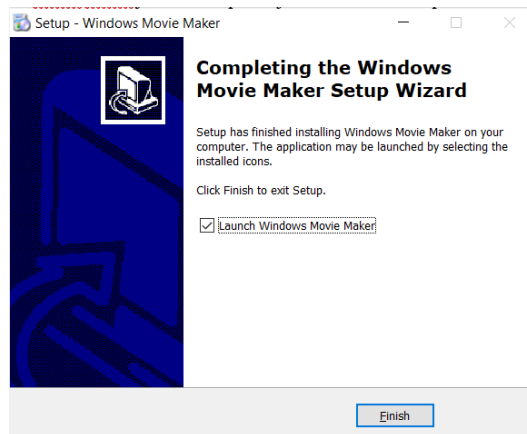 Setup - Windows Movie Maker
Completing the Windows
Movie Maker Setup Wizard
Setup has finished installing Windows Movie Maker on your
computer. The application may be launched by selecting the
installed icons.
Click Finish to exit Setup.
Launch Windows Movie Maker
Finish